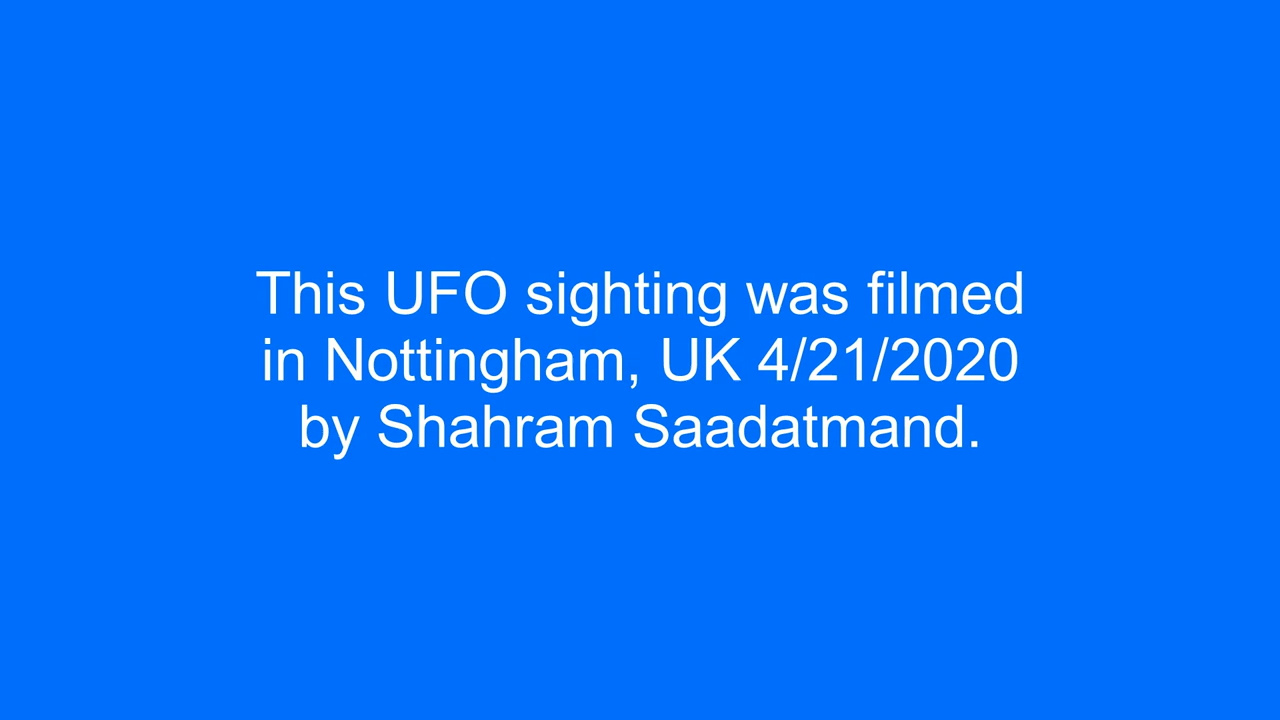 This UFO sighting was filmed
in Nottingham, UK 4/21/2020
by Shahram Saadatmand.